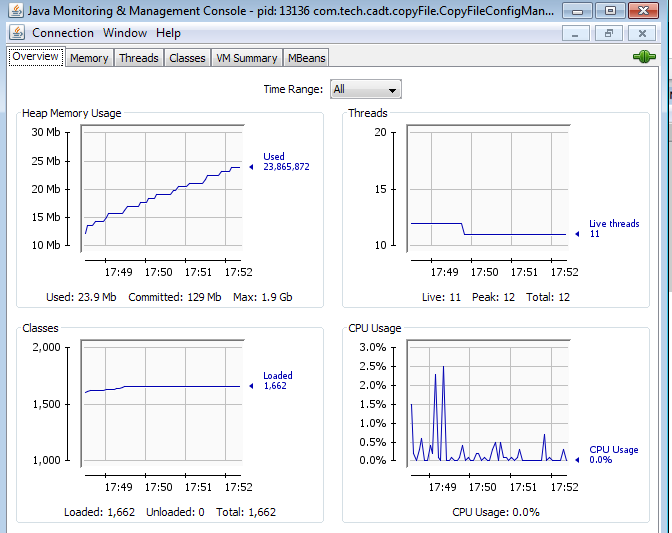 Java Monitoring & Management Console - pid: 13136 com.tech.cadt.copyFile.CopyFileConfigMan...
Connection Window Help
Overview Memory Threads Classes VM Summary MBeans
Time Range: All
Heap Memory Usage
30 Mb
25 Mb
20 Mb
15 Mb
10 Mb
Used
23,865,872
17:49 17:50 17:51 17:52
Used: 23.9 Mb Committed: 129 Mb Max: 1.9 Gb
Threads
20
15
10
Live threads
11
17:49 17:50 17:51 17:52
Live: 11 Peak: 12 Total: 12
Classes
2,000
1,500
1,000
Loaded
1,662
17:49 17:50 17:51 17:52
Loaded: 1,662 Unloaded: 0 Total: 1,662
CPU Usage
3.0%
2.5%
2.0%
1.5%
1.0%
0.5%
0.0%
CPU Usage
0.0%
17:49 17:50 17:51 17:52
CPU Usage: 0.0%